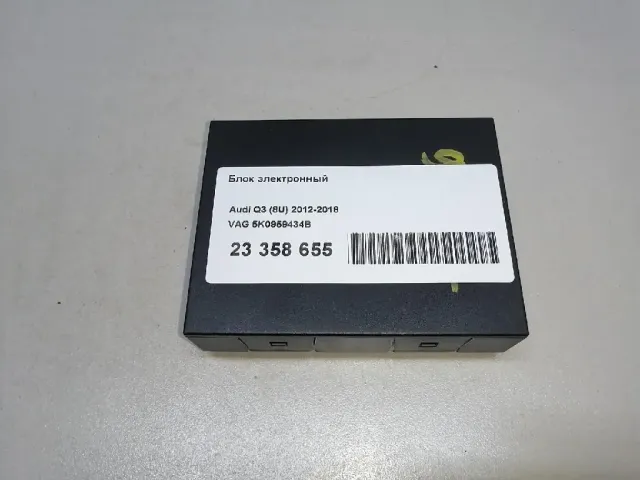 Блок электронный
Audi Q3 (8U) 2012-2018
VAG 5K0959434B
23 358 655